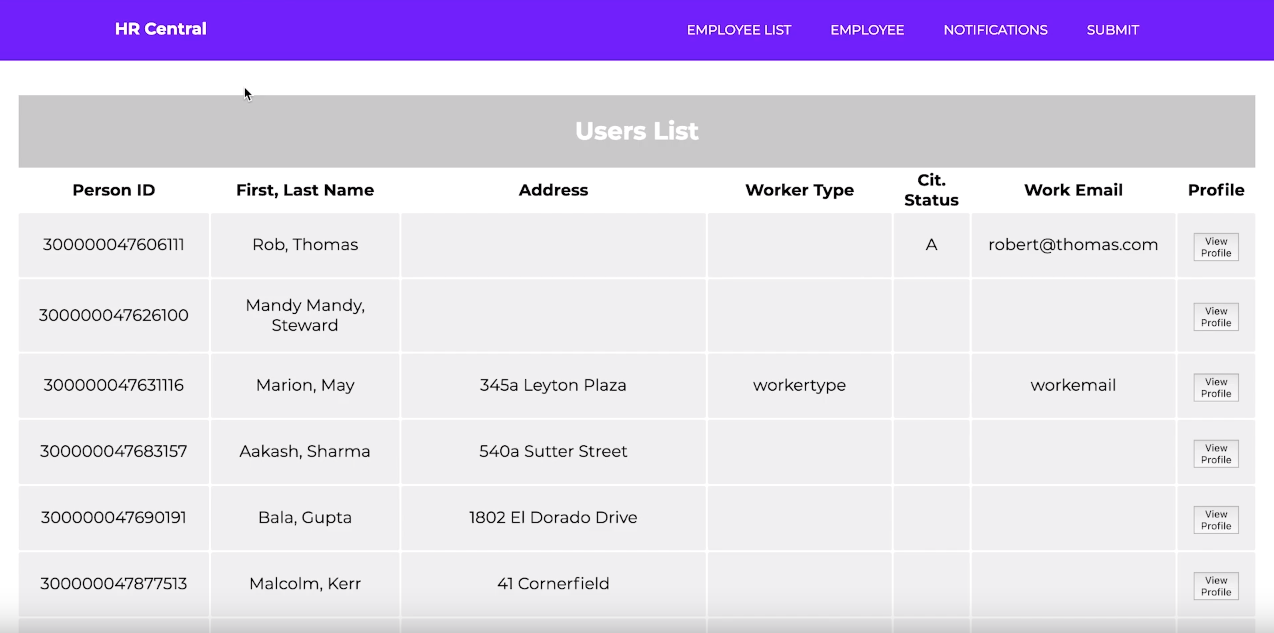 HR Central EMPLOYEE LIST EMPLOYEE NOTIFICATIONS SUBMIT
Users List
Person ID First, Last Name Address Worker Type Cit. Status Work Email Profile
300000047606111 Rob, Thomas A robert@thomas.com View Profile
300000047626100 Mandy Mandy, Steward View Profile
300000047631116 Marion, May 345a Leyton Plaza workertype workemail View Profile
300000047683157 Aakash, Sharma 540a Sutter Street View Profile
300000047690191 Bala, Gupta 1802 El Dorado Drive View Profile
300000047877513 Malcolm, Kerr 41 Cornerfield View Profile